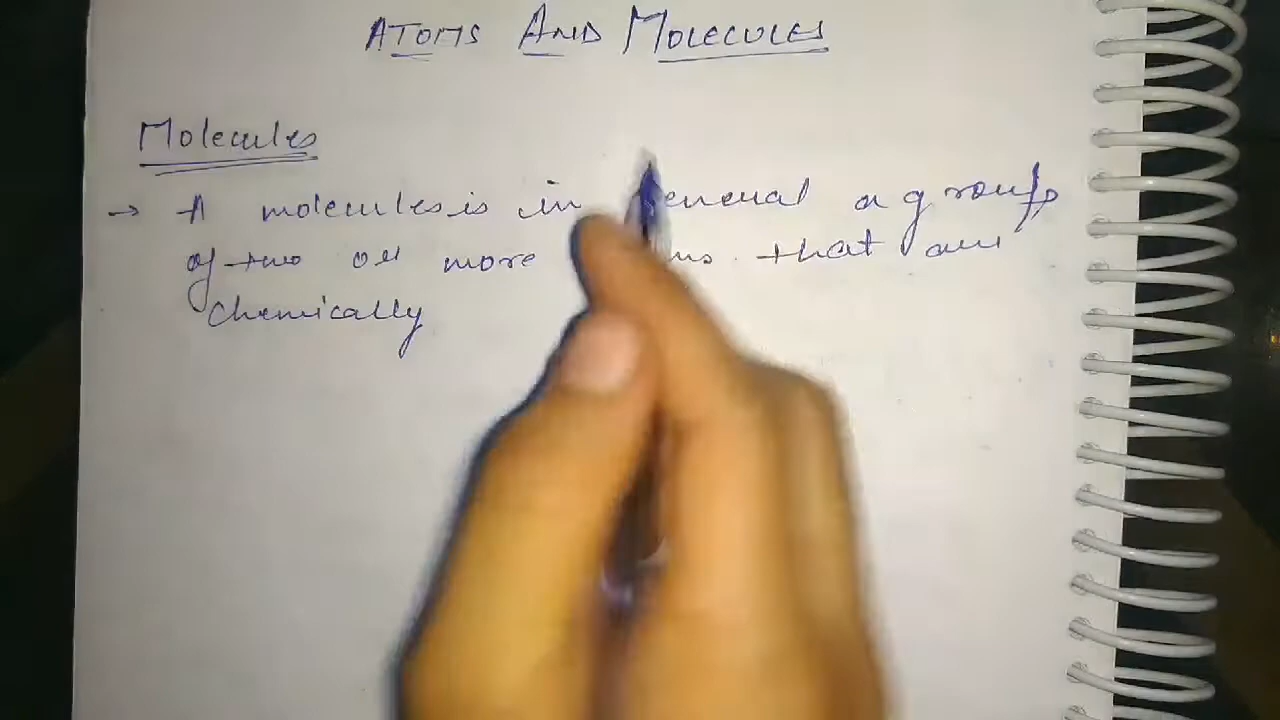 ATOMS AND MOLECULES
Molecules
→ A molecules is in general a group
of two or more that are
chemically